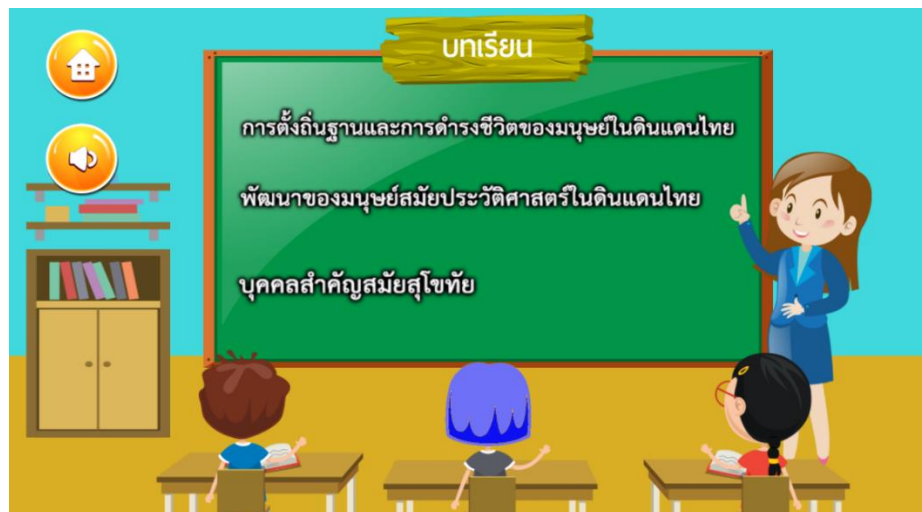 บทเรียน
การตั้งถิ่นฐานและการดำรงชีวิตของมนุษย์ในดินแดนไทย
พัฒนาของมนุษย์สมัยประวัติศาสตร์ในดินแดนไทย
บุคคลสำคัญสมัยสุโขทัย